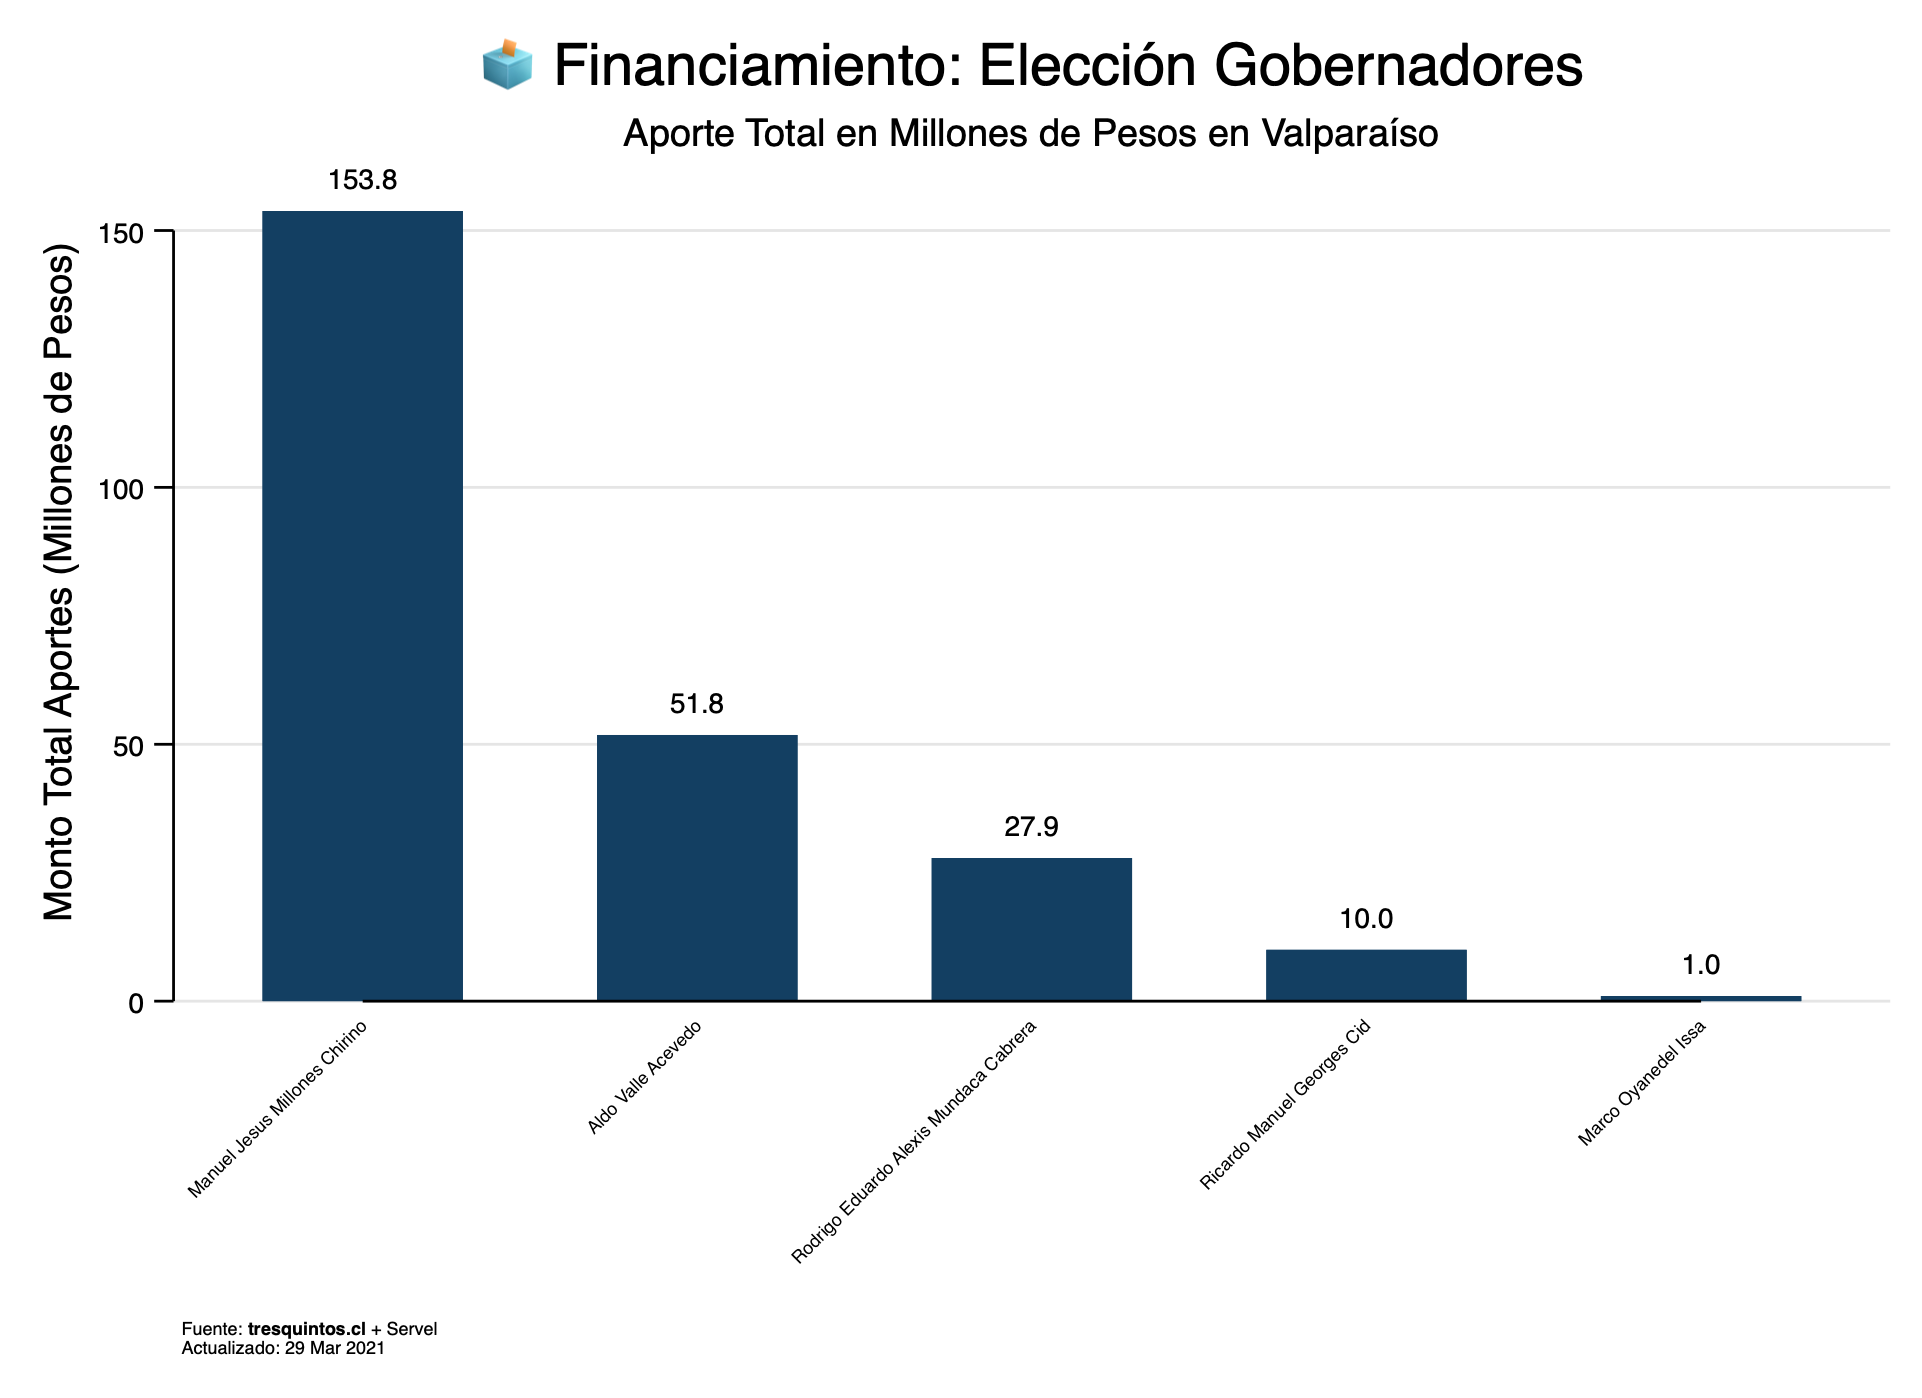 Financiamiento: Elección Gobernadores
Aporte Total en Millones de Pesos en Valparaíso
Monto Total Aportes (Millones de Pesos)
150
100
50
0
153.8
51.8
27.9
10.0
1.0
Manuel Jesus Millones Chirino
Aldo Valle Acevedo
Rodrigo Eduardo Alexis Mundaca Cabrera
Ricardo Manuel Georges Cid
Marco Oyanedel Issa
Fuente: tresquintos.cl + Servel
Actualizado: 29 Mar 2021